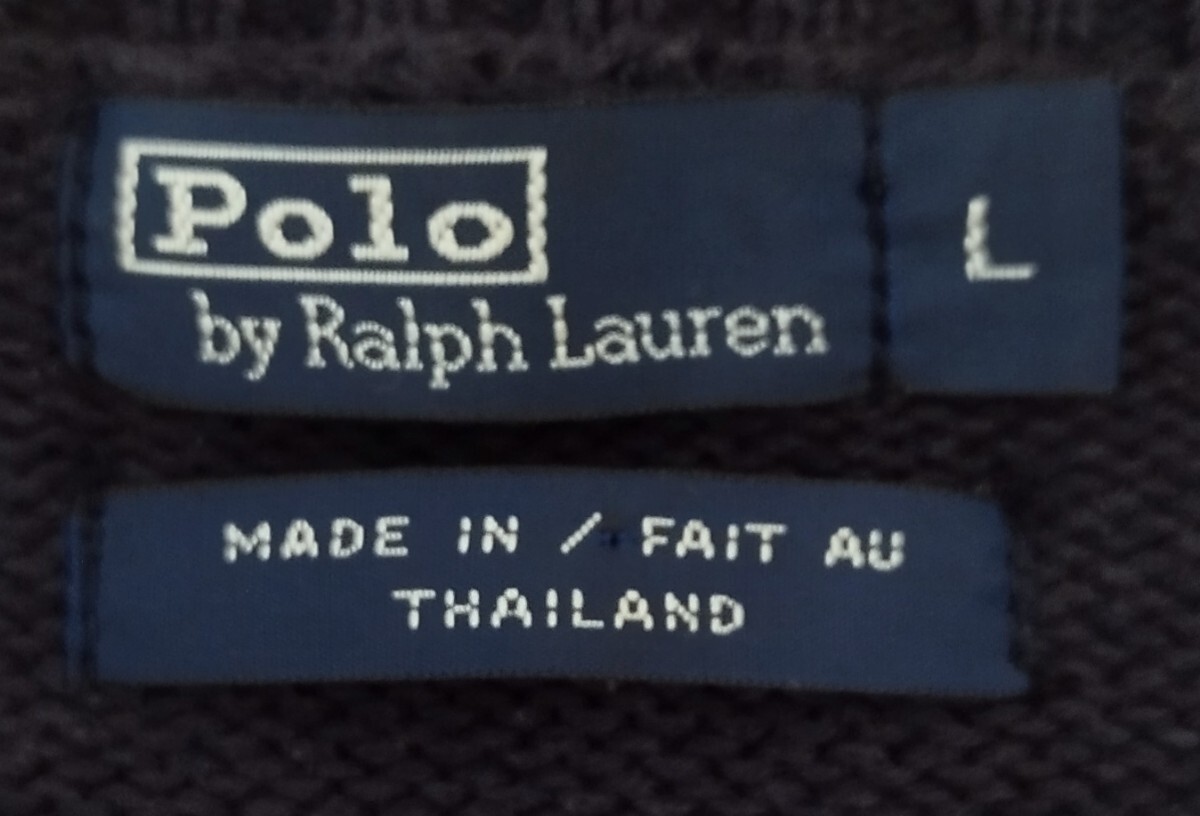 Polo
by Ralph Lauren
L
MADE IN / FAIT AU
THAILAND